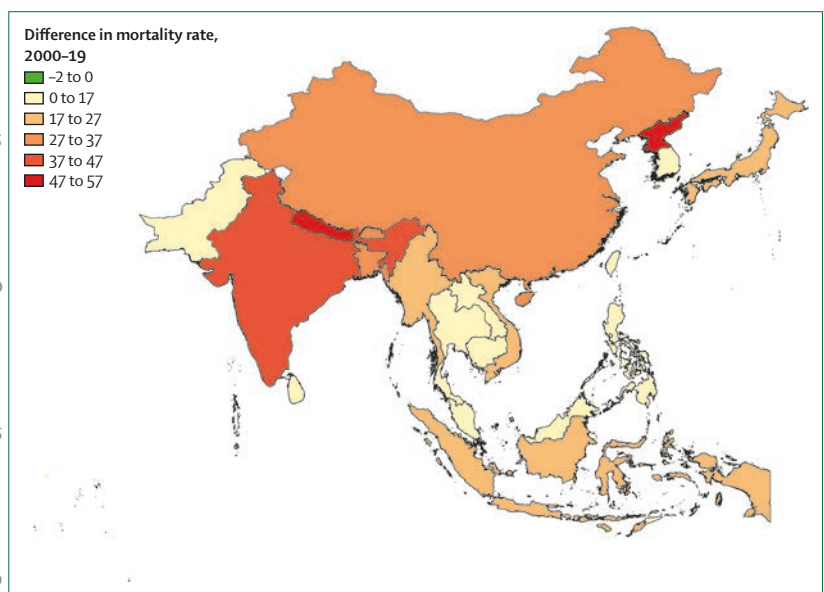 Difference in mortality rate,
2000–19
–2 to 0
0 to 17
17 to 27
27 to 37
37 to 47
47 to 57